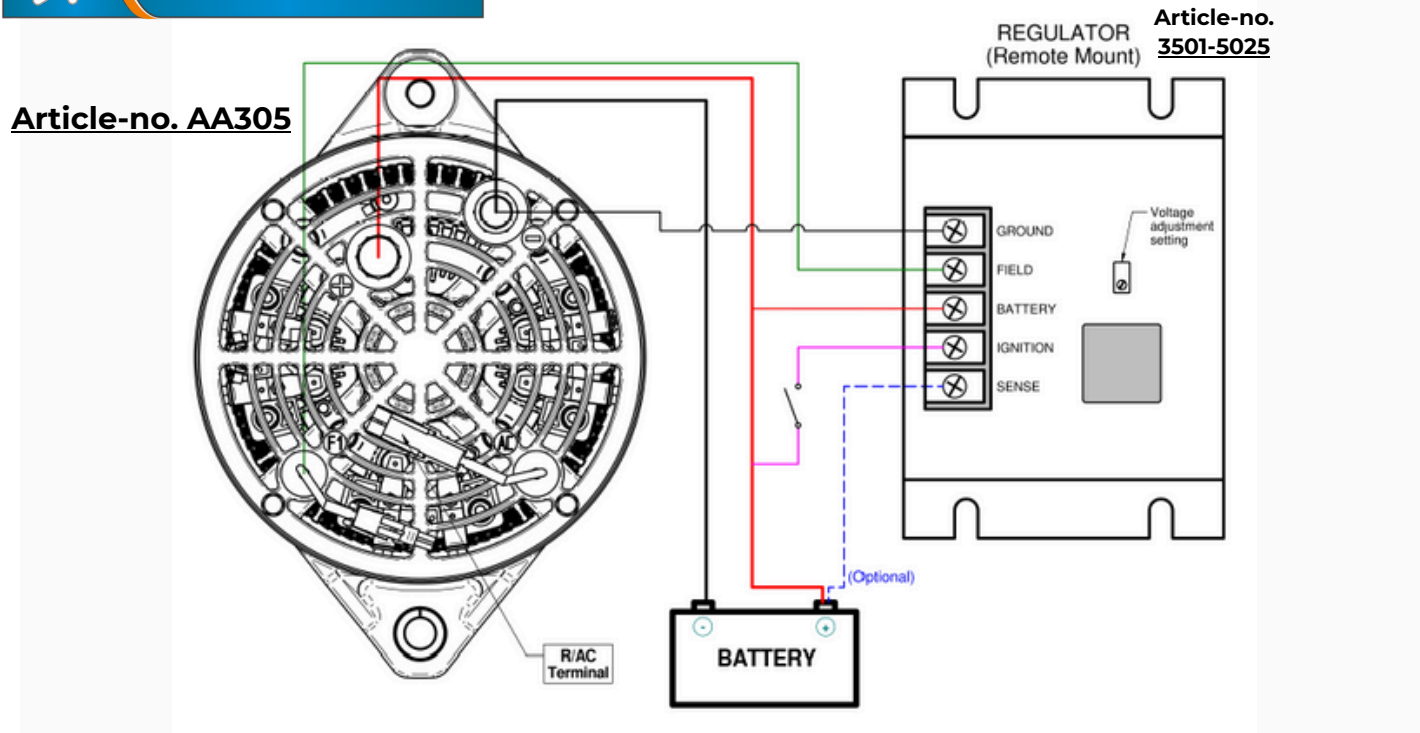 Article-no.
3501-5025
REGULATOR
(Remote Mount)
Article-no. AA305
GROUND
FIELD
BATTERY
IGNITION
SENSE
Voltage
adjustment
setting
F1
AC
(Optional)
- +
BATTERY
R/AC
Terminal